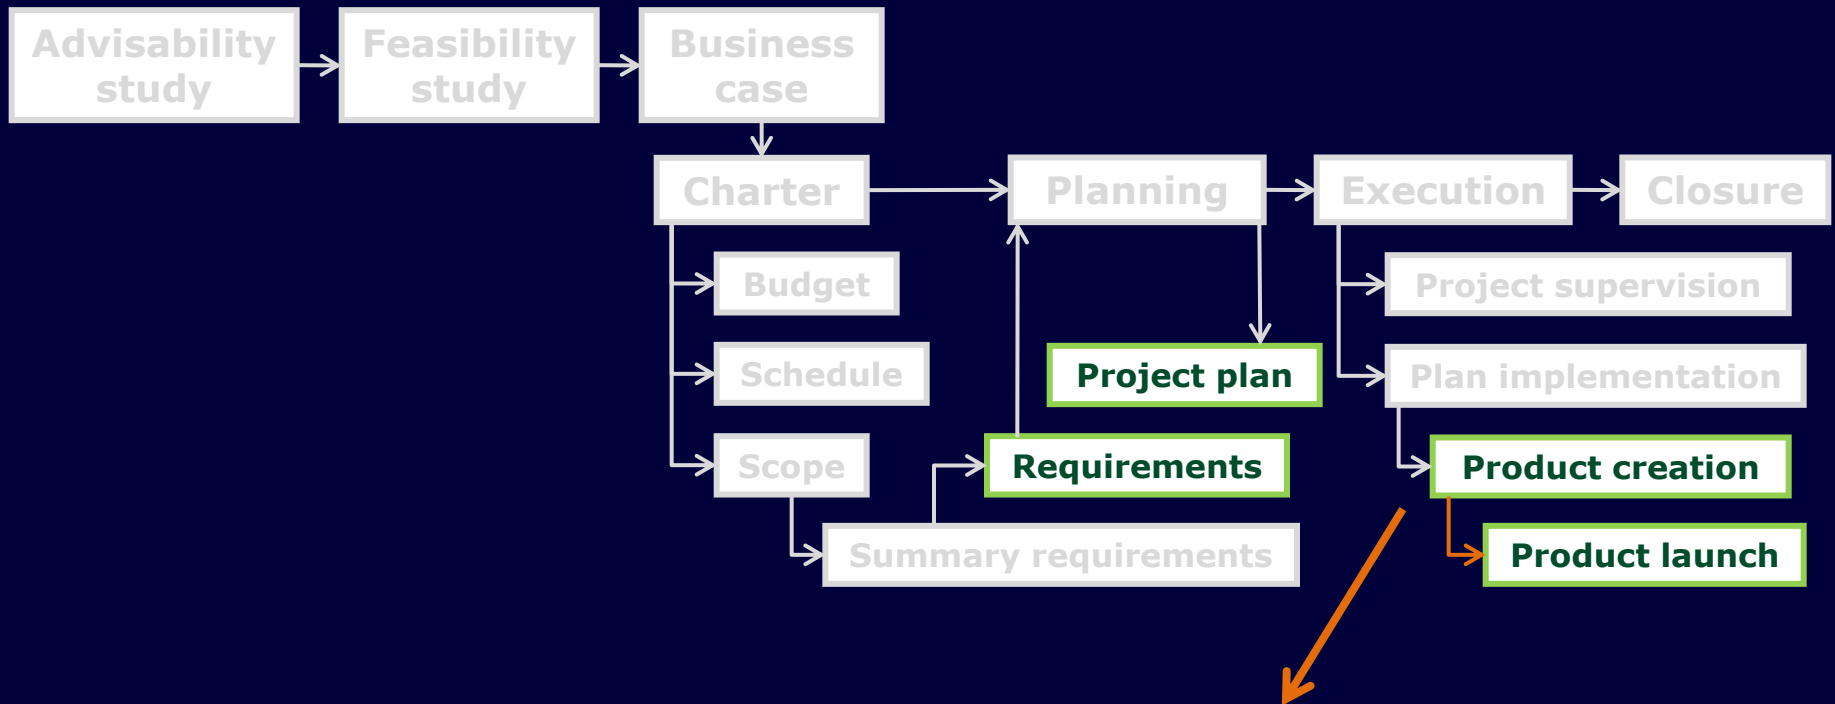 Advisability
study
Feasibility
study
Business
case
Charter
Planning
Execution
Closure
Budget
Project supervision
Schedule
Project plan
Plan implementation
Scope
Requirements
Product creation
Summary requirements
Product launch